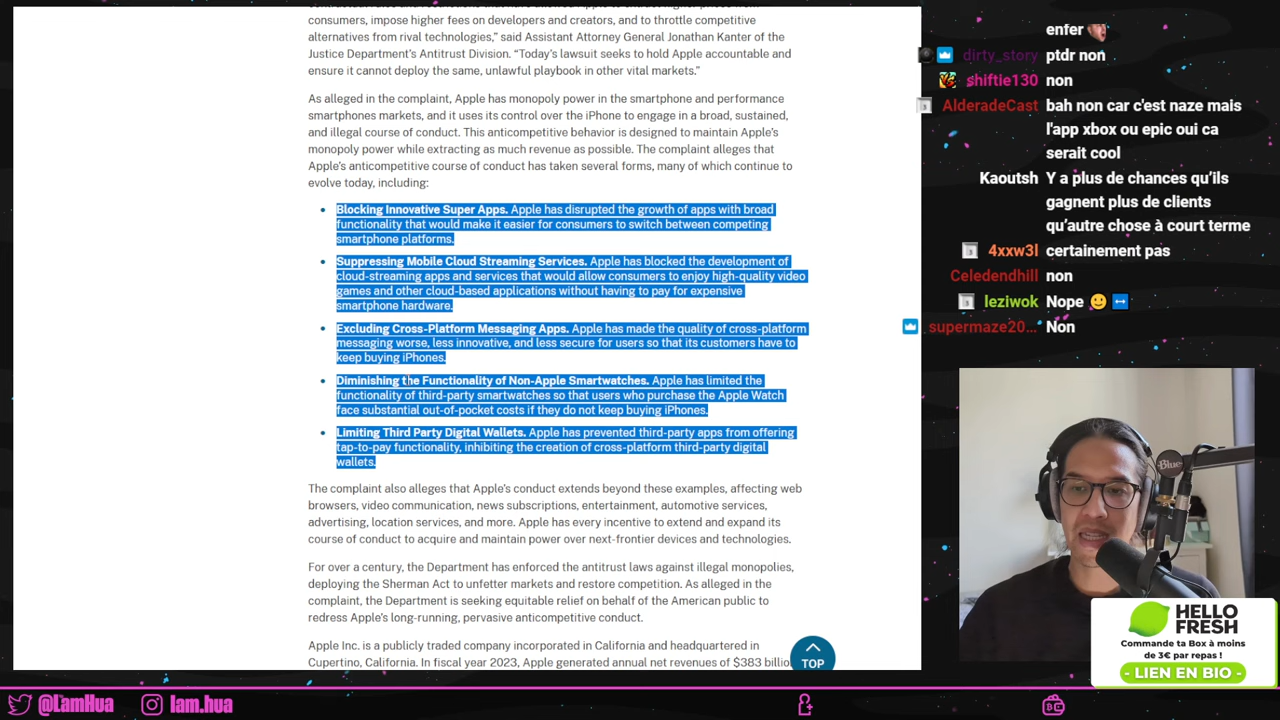 consumers, impose higher fees on developers and creators, and to throttle competitive
alternatives from rival technologies,” said Assistant Attorney General Jonathan Kanter of the
Justice Department’s Antitrust Division. “Today’s lawsuit seeks to hold Apple accountable and
ensure it cannot deploy the same, unlawful playbook in other vital markets.”
As alleged in the complaint, Apple has monopoly power in the smartphone and performance
smartphones markets, and it uses its control over the iPhone to engage in a broad, sustained,
and illegal course of conduct. This anticompetitive behavior is designed to maintain Apple’s
monopoly power while extracting as much revenue as possible. The complaint alleges that
Apple’s anticompetitive course of conduct has taken several forms, many of which continue to
evolve today, including:
• Blocking Innovative Super Apps. Apple has disrupted the growth of apps with broad
functionality that would make it easier for consumers to switch between competing
smartphone platforms.
• Suppressing Mobile Cloud Streaming Services. Apple has blocked the development of
cloud-streaming apps and services that would allow consumers to enjoy high-quality video
games and other cloud-based applications without having to pay for expensive
smartphone hardware.
• Excluding Cross-Platform Messaging Apps. Apple has made the quality of cross-platform
messaging worse, less innovative, and less secure for users so that its customers have to
keep buying iPhones.
• Diminishing the Functionality of Non-Apple Smartwatches. Apple has limited the
functionality of third-party smartwatches so that users who purchase the Apple Watch
face substantial out-of-pocket costs if they do not keep buying iPhones.
• Limiting Third Party Digital Wallets. Apple has prevented third-party apps from offering
tap-to-pay functionality, inhibiting the creation of cross-platform third-party digital
wallets.
The complaint also alleges that Apple’s conduct extends beyond these examples, affecting web
browsers, video communication, news subscriptions, entertainment, automotive services,
advertising, location services, and more. Apple has every incentive to extend and expand its
course of conduct to acquire and maintain power over next-frontier devices and technologies.
For over a century, the Department has enforced the antitrust laws against illegal monopolies,
deploying the Sherman Act to unfetter markets and restore competition. As alleged in the
complaint, the Department is seeking equitable relief on behalf of the American public to
redress Apple’s long-running, pervasive anticompetitive conduct.
Apple Inc. is a publicly traded company incorporated in California and headquartered in
Cupertino, California. In fiscal year 2023, Apple generated annual net revenues of $383
TOP
enfer
dirty_story ptdr non
shiftie130 non
AlderadeCast bah non car c'est naze mais
l'app xbox ou epic oui ca
serait cool
Kaoutsh Y a plus de chances qu’ils
gagnent plus de clients
qu’autre chose à court terme
4xxw3l certainement pas
Celedendhill non
leziwok Nope
supermaze20... Non
Blue
HELLO
FRESH
Commande ta Box à moins
de 3€ par repas !
- LIEN EN BIO -
@LamHua
lam.hua